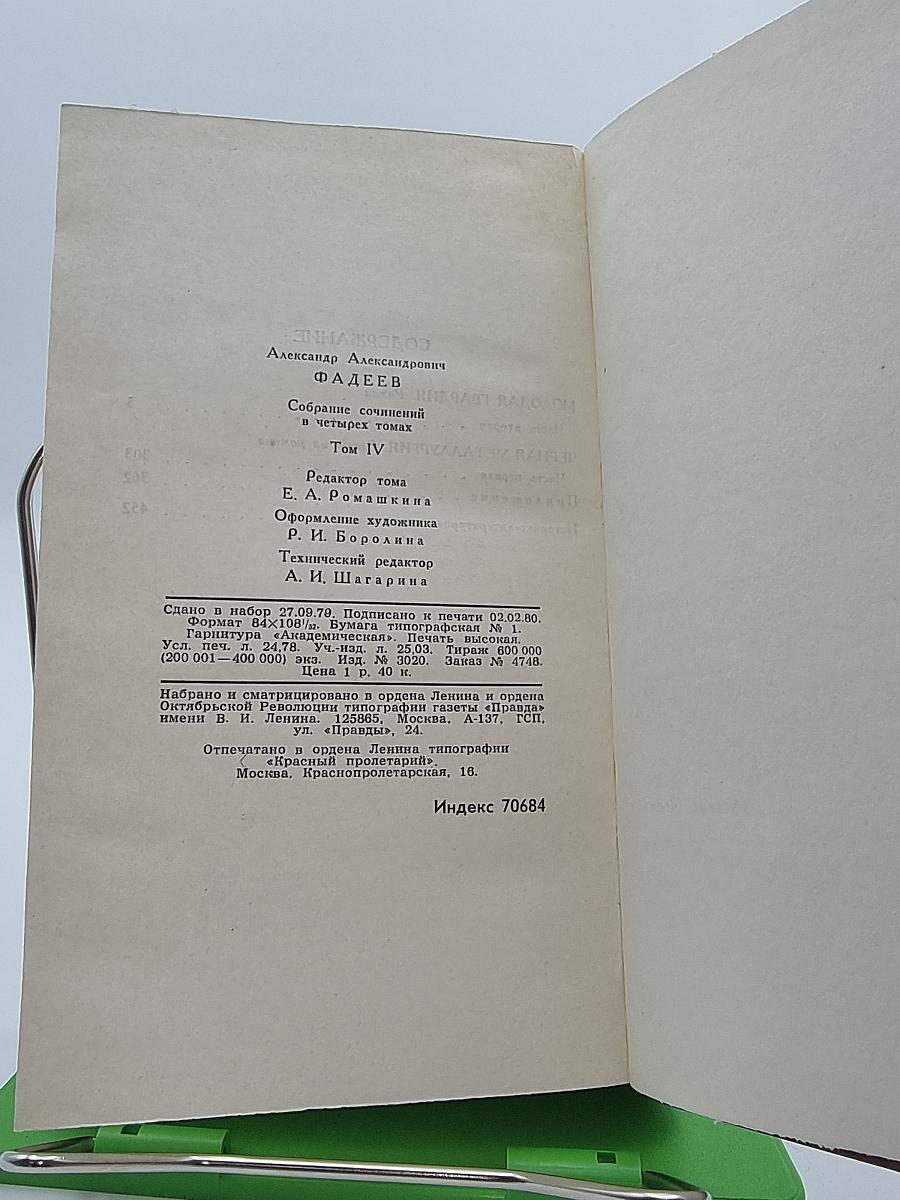 Александр Александрович
ФАДЕЕВ
Собрание сочинений
в четырех томах
Том IV
Редактор тома
Е. А. Ромашкина
Оформление художника
Р. И. Боролина
Технический редактор
А. И. Шагарина
Сдано в набор 27.09.79. Подписано к печати 02.02.80.
Формат 84×108¹/₃₂. Бумага типографская № 1.
Гарнитура «Академическая». Печать высокая.
Усл. печ. л. 24,78. Уч.-изд. л. 25,03. Тираж 600 000
(200 001—400 000) экз. Изд. № 3020. Заказ № 4748.
Цена 1 р. 40 к.
Набрано и сматрицировано в ордена Ленина и ордена
Октябрьской Революции типографии газеты «Правда»
имени В. И. Ленина. 125865, Москва, А-137, ГСП,
ул. «Правды», 24.
Отпечатано в ордена Ленина типографии
«Красный пролетарий».
Москва, Краснопролетарская, 16.
Индекс 70684